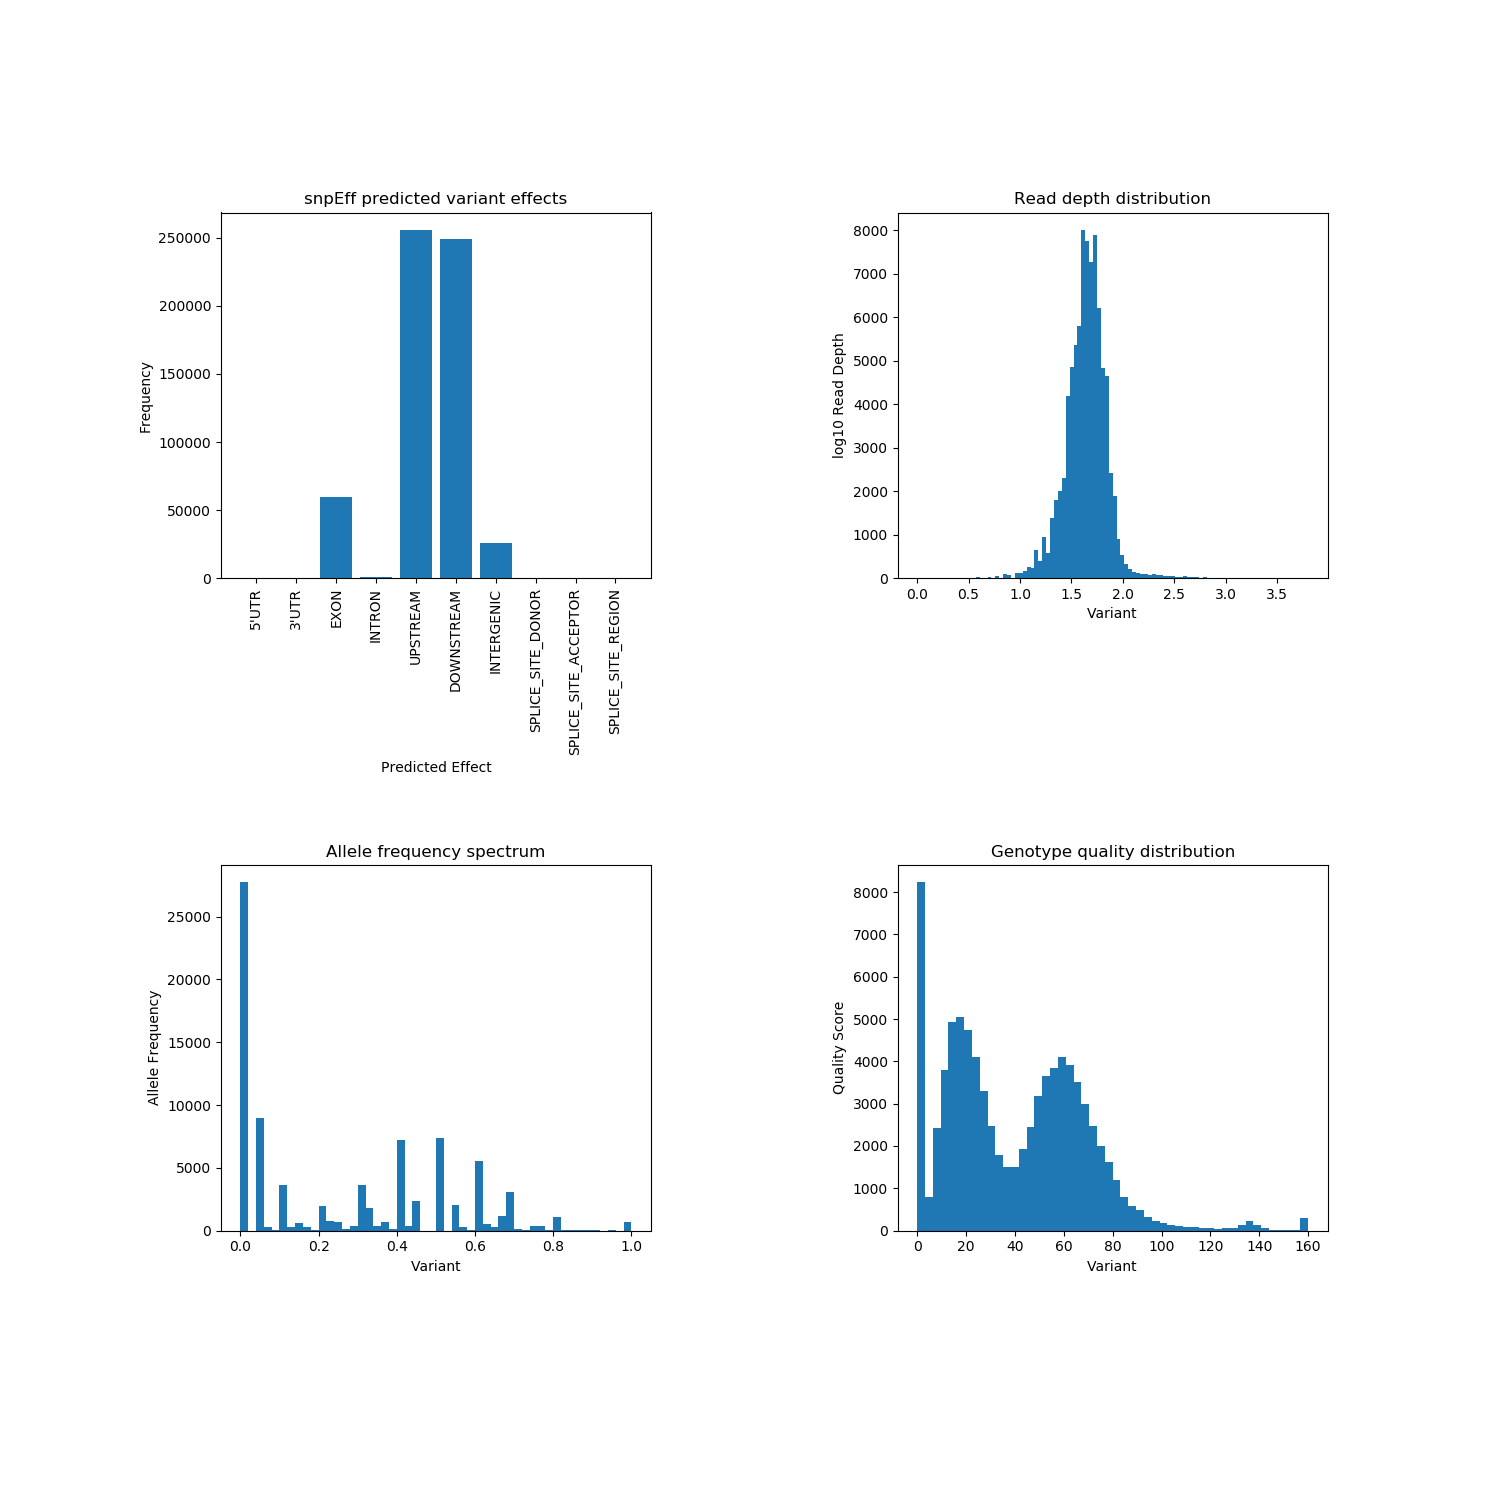 snpEff predicted variant effects
250000
200000
150000
100000
50000
0
Frequency
5'UTR
3'UTR
EXON
INTRON
UPSTREAM
DOWNSTREAM
INTERGENIC
SPLICE_SITE_DONOR
SPLICE_SITE_ACCEPTOR
SPLICE_SITE_REGION
Predicted Effect
Read depth distribution
8000
7000
6000
5000
4000
3000
2000
1000
0
log10 Read Depth
0.0 0.5 1.0 1.5 2.0 2.5 3.0 3.5
Variant
Allele frequency spectrum
25000
20000
15000
10000
5000
0
Allele Frequency
0.0 0.2 0.4 0.6 0.8 1.0
Variant
Genotype quality distribution
8000
7000
6000
5000
4000
3000
2000
1000
0
Quality Score
0 20 40 60 80 100 120 140 160
Variant